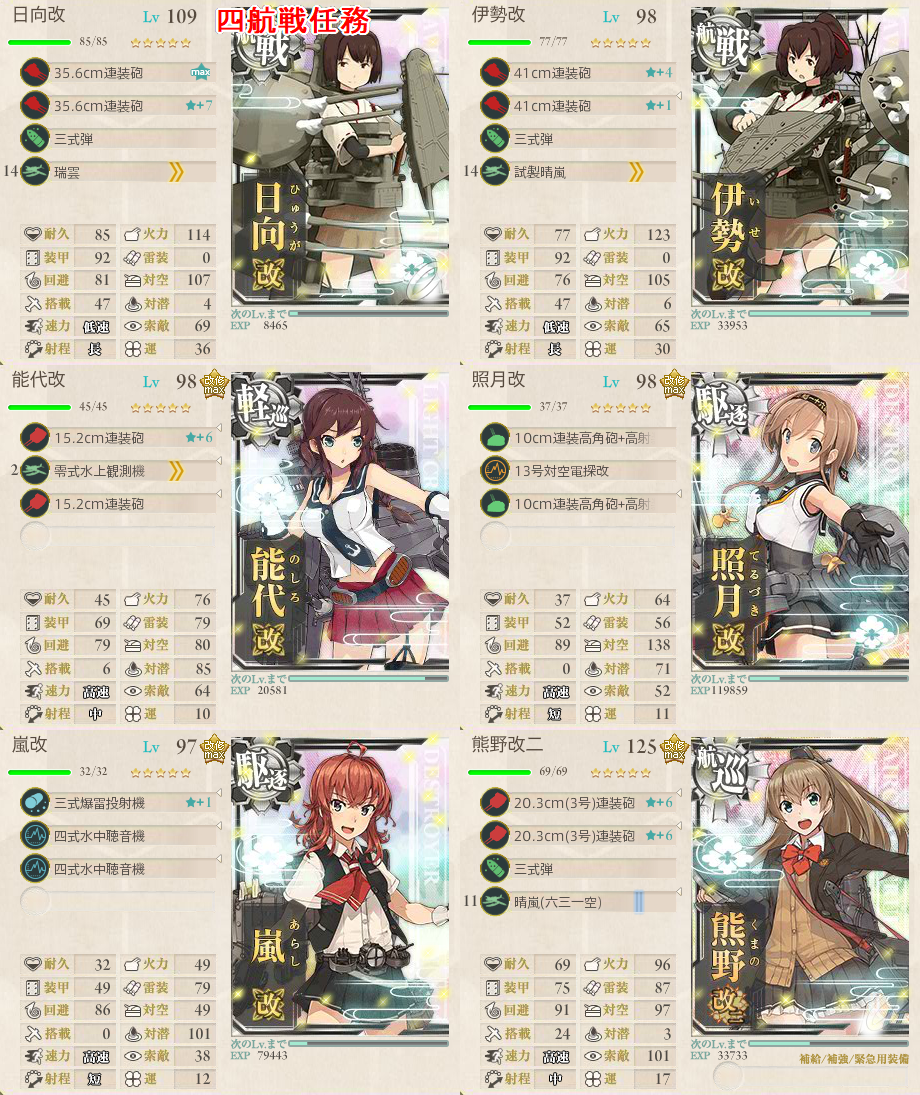 四航戦任務
日向改 Lv 109
85/85
35.6cm連装砲 max
35.6cm連装砲 ★+7
三式弾
14 瑞雲
航戦
日向改
ひゅうが
耐久 85 火力 114
装甲 92 雷装 0
回避 81 対空 107
搭載 47 対潜 4
速力 低速 索敵 69
射程 長 運 36
次のLv.まで
EXP 8465
伊勢改 Lv 98
77/77
41cm連装砲 ★+4
41cm連装砲 ★+1
三式弾
14 試製晴嵐
航戦
伊勢改
いせ
耐久 77 火力 123
装甲 92 雷装 0
回避 76 対空 105
搭載 47 対潜 6
速力 低速 索敵 65
射程 長 運 30
次のLv.まで
EXP 33953
能代改 Lv 98 改修max
45/45
15.2cm連装砲 ★+6
2 零式水上観測機
15.2cm連装砲
軽巡
能代改
のしろ
耐久 45 火力 76
装甲 69 雷装 79
回避 79 対空 80
搭載 6 対潜 85
速力 高速 索敵 64
射程 中 運 10
次のLv.まで
EXP 20581
照月改 Lv 98 改修max
37/37
10cm連装高角砲+高射
13号対空電探改
10cm連装高角砲+高射
駆逐
照月改
てるづき
耐久 37 火力 64
装甲 52 雷装 56
回避 89 対空 138
搭載 0 対潜 71
速力 高速 索敵 52
射程 短 運 11
次のLv.まで
EXP 119859
嵐改 Lv 97 改修max
32/32
三式爆雷投射機 ★+1
四式水中聴音機
四式水中聴音機
駆逐
DESTROYER
嵐改
あらし
耐久 32 火力 49
装甲 49 雷装 79
回避 86 対空 49
搭載 0 対潜 101
速力 高速 索敵 38
射程 短 運 12
次のLv.まで
EXP 79443
熊野改二 Lv 125 改修max
69/69
20.3cm(3号)連装砲 ★+6
20.3cm(3号)連装砲 ★+6
三式弾
11 晴嵐(六三一空)
航巡
熊野改二
くまの
耐久 69 火力 96
装甲 75 雷装 87
回避 91 対空 97
搭載 24 対潜 3
速力 高速 索敵 101
射程 中 運 17
次のLv.まで
EXP 33733
補給/補強/緊急用装備